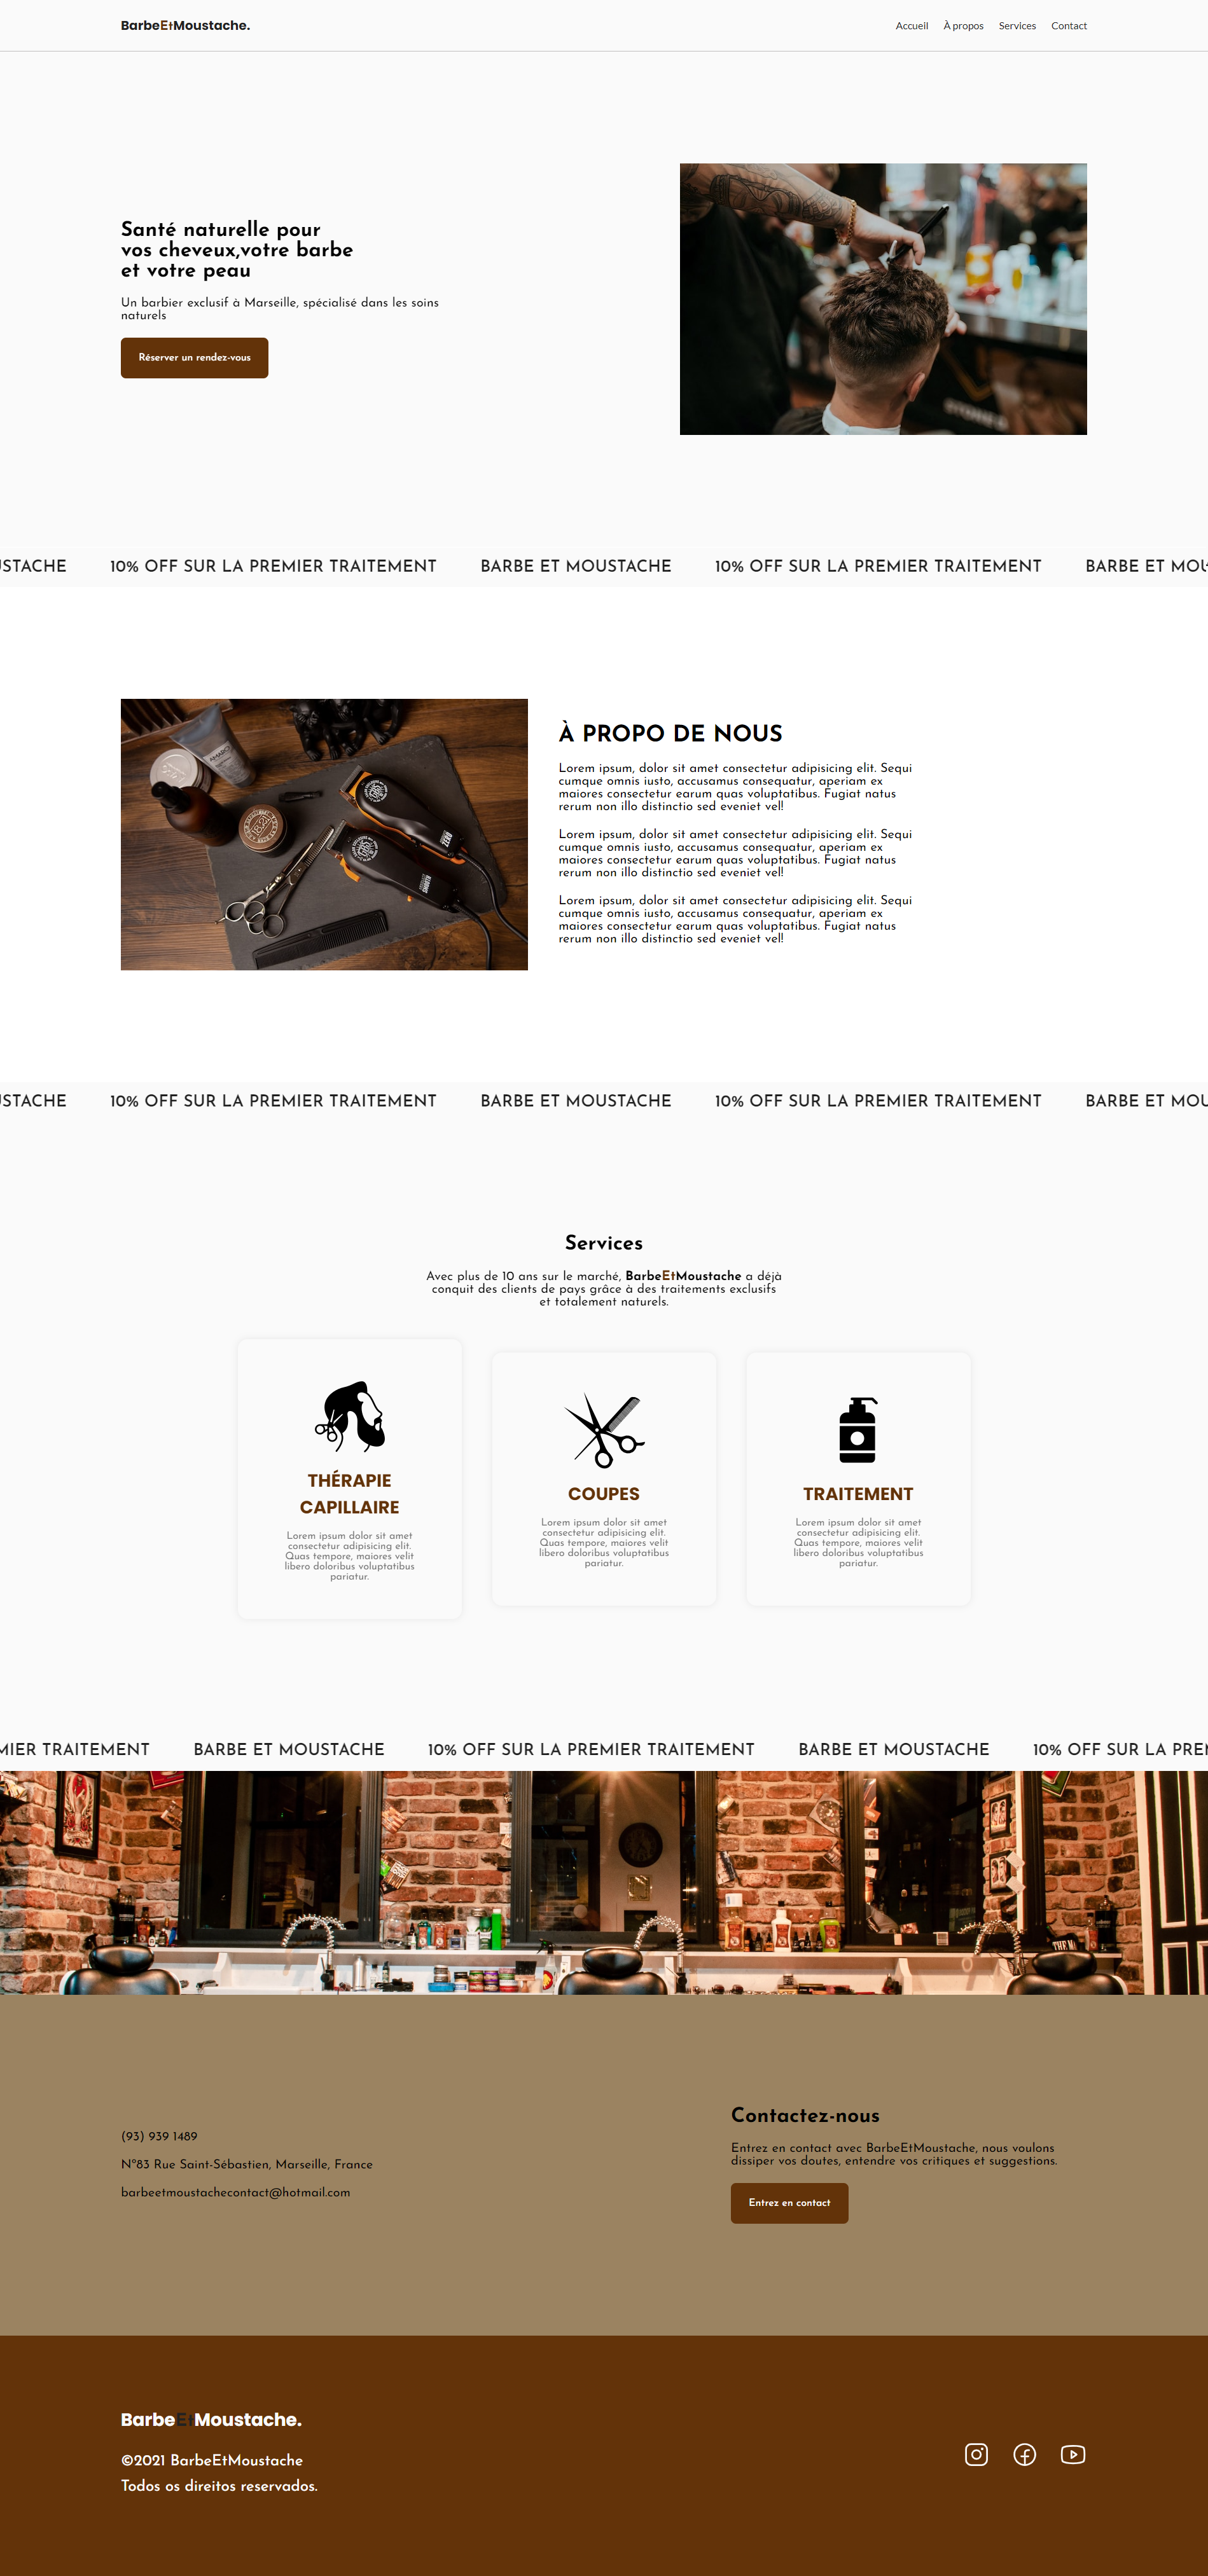 BarbeEtMoustache.
Accueil À propos Services Contact
Santé naturelle pour
vos cheveux,votre barbe
et votre peau
Un barbier exclusif à Marseille, spécialisé dans les soins
naturels
Réserver un rendez-vous
USTACHE 10% OFF SUR LA PREMIER TRAITEMENT BARBE ET MOUSTACHE 10% OFF SUR LA PREMIER TRAITEMENT BARBE ET MOU
À PROPO DE NOUS
Lorem ipsum, dolor sit amet consectetur adipisicing elit. Sequi
cumque omnis iusto, accusamus consequatur, aperiam ex
maiores consectetur earum quas voluptatibus. Fugiat natus
rerum non illo distinctio sed eveniet vel!
Lorem ipsum, dolor sit amet consectetur adipisicing elit. Sequi
cumque omnis iusto, accusamus consequatur, aperiam ex
maiores consectetur earum quas voluptatibus. Fugiat natus
rerum non illo distinctio sed eveniet vel!
Lorem ipsum, dolor sit amet consectetur adipisicing elit. Sequi
cumque omnis iusto, accusamus consequatur, aperiam ex
maiores consectetur earum quas voluptatibus. Fugiat natus
rerum non illo distinctio sed eveniet vel!
USTACHE 10% OFF SUR LA PREMIER TRAITEMENT BARBE ET MOUSTACHE 10% OFF SUR LA PREMIER TRAITEMENT BARBE ET MOU
Services
Avec plus de 10 ans sur le marché, BarbeEtMoustache a déjà
conquit des clients de pays grâce à des traitements exclusifs
et totalement naturels.
THÉRAPIE
CAPILLAIRE
Lorem ipsum dolor sit amet
consectetur adipisicing elit.
Quas tempore, maiores velit
libero doloribus voluptatibus
pariatur.
COUPES
Lorem ipsum dolor sit amet
consectetur adipisicing elit.
Quas tempore, maiores velit
libero doloribus voluptatibus
pariatur.
TRAITEMENT
Lorem ipsum dolor sit amet
consectetur adipisicing elit.
Quas tempore, maiores velit
libero doloribus voluptatibus
pariatur.
MIER TRAITEMENT BARBE ET MOUSTACHE 10% OFF SUR LA PREMIER TRAITEMENT BARBE ET MOUSTACHE 10% OFF SUR LA PREM
(93) 939 1489
Nº83 Rue Saint-Sébastien, Marseille, France
barbeetmoustachecontact@hotmail.com
Contactez-nous
Entrez en contact avec BarbeEtMoustache, nous voulons
dissiper vos doutes, entendre vos critiques et suggestions.
Entrez en contact
BarbeEtMoustache.
©2021 BarbeEtMoustache
Todos os direitos reservados.